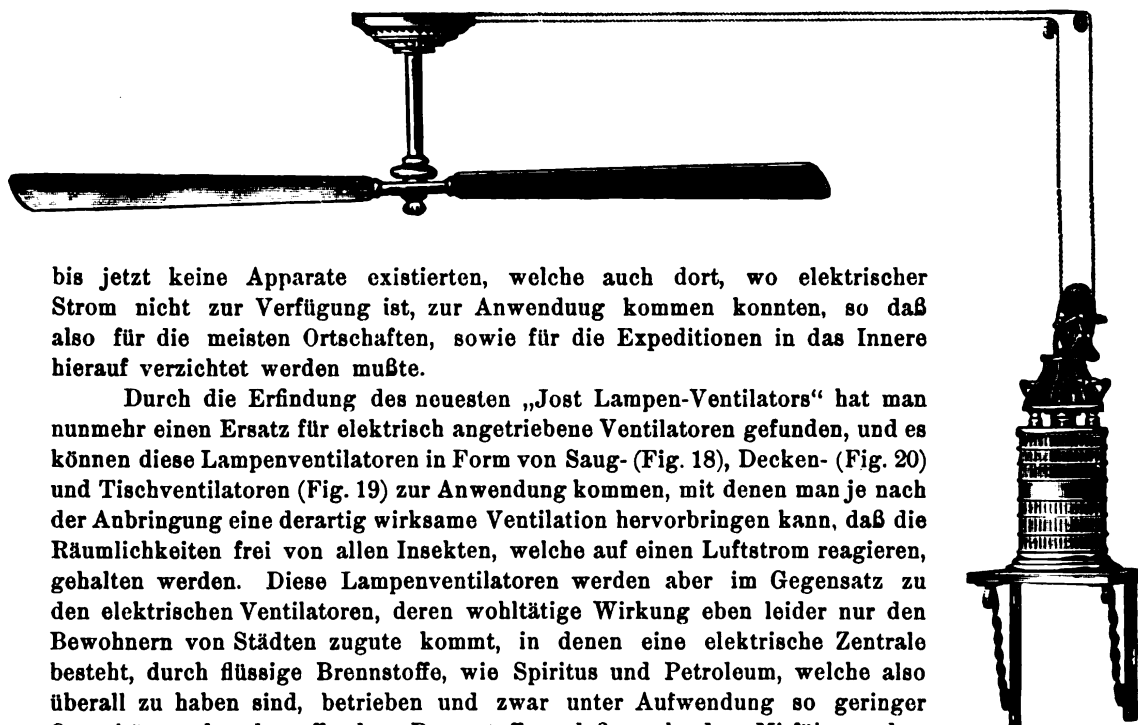 bis jetzt keine Apparate existierten, welche auch dort, wo elektrischer
Strom nicht zur Verfügung ist, zur Anwenduug kommen konnten, so daß
also für die meisten Ortschaften, sowie für die Expeditionen in das Innere
hierauf verzichtet werden mußte.
Durch die Erfindung des neuesten „Jost Lampen-Ventilators“ hat man
nunmehr einen Ersatz für elektrisch angetriebene Ventilatoren gefunden, und es
können diese Lampenventilatoren in Form von Saug- (Fig. 18), Decken- (Fig. 20)
und Tischventilatoren (Fig. 19) zur Anwendung kommen, mit denen man je nach
der Anbringung eine derartig wirksame Ventilation hervorbringen kann, daß die
Räumlichkeiten frei von allen Insekten, welche auf einen Luftstrom reagieren,
gehalten werden. Diese Lampenventilatoren werden aber im Gegensatz zu
den elektrischen Ventilatoren, deren wohltätige Wirkung eben leider nur den
Bewohnern von Städten zugute kommt, in denen eine elektrische Zentrale
besteht, durch flüssige Brennstoffe, wie Spiritus und Petroleum, welche also
überall zu haben sind, betrieben und zwar unter Aufwendung so geringer